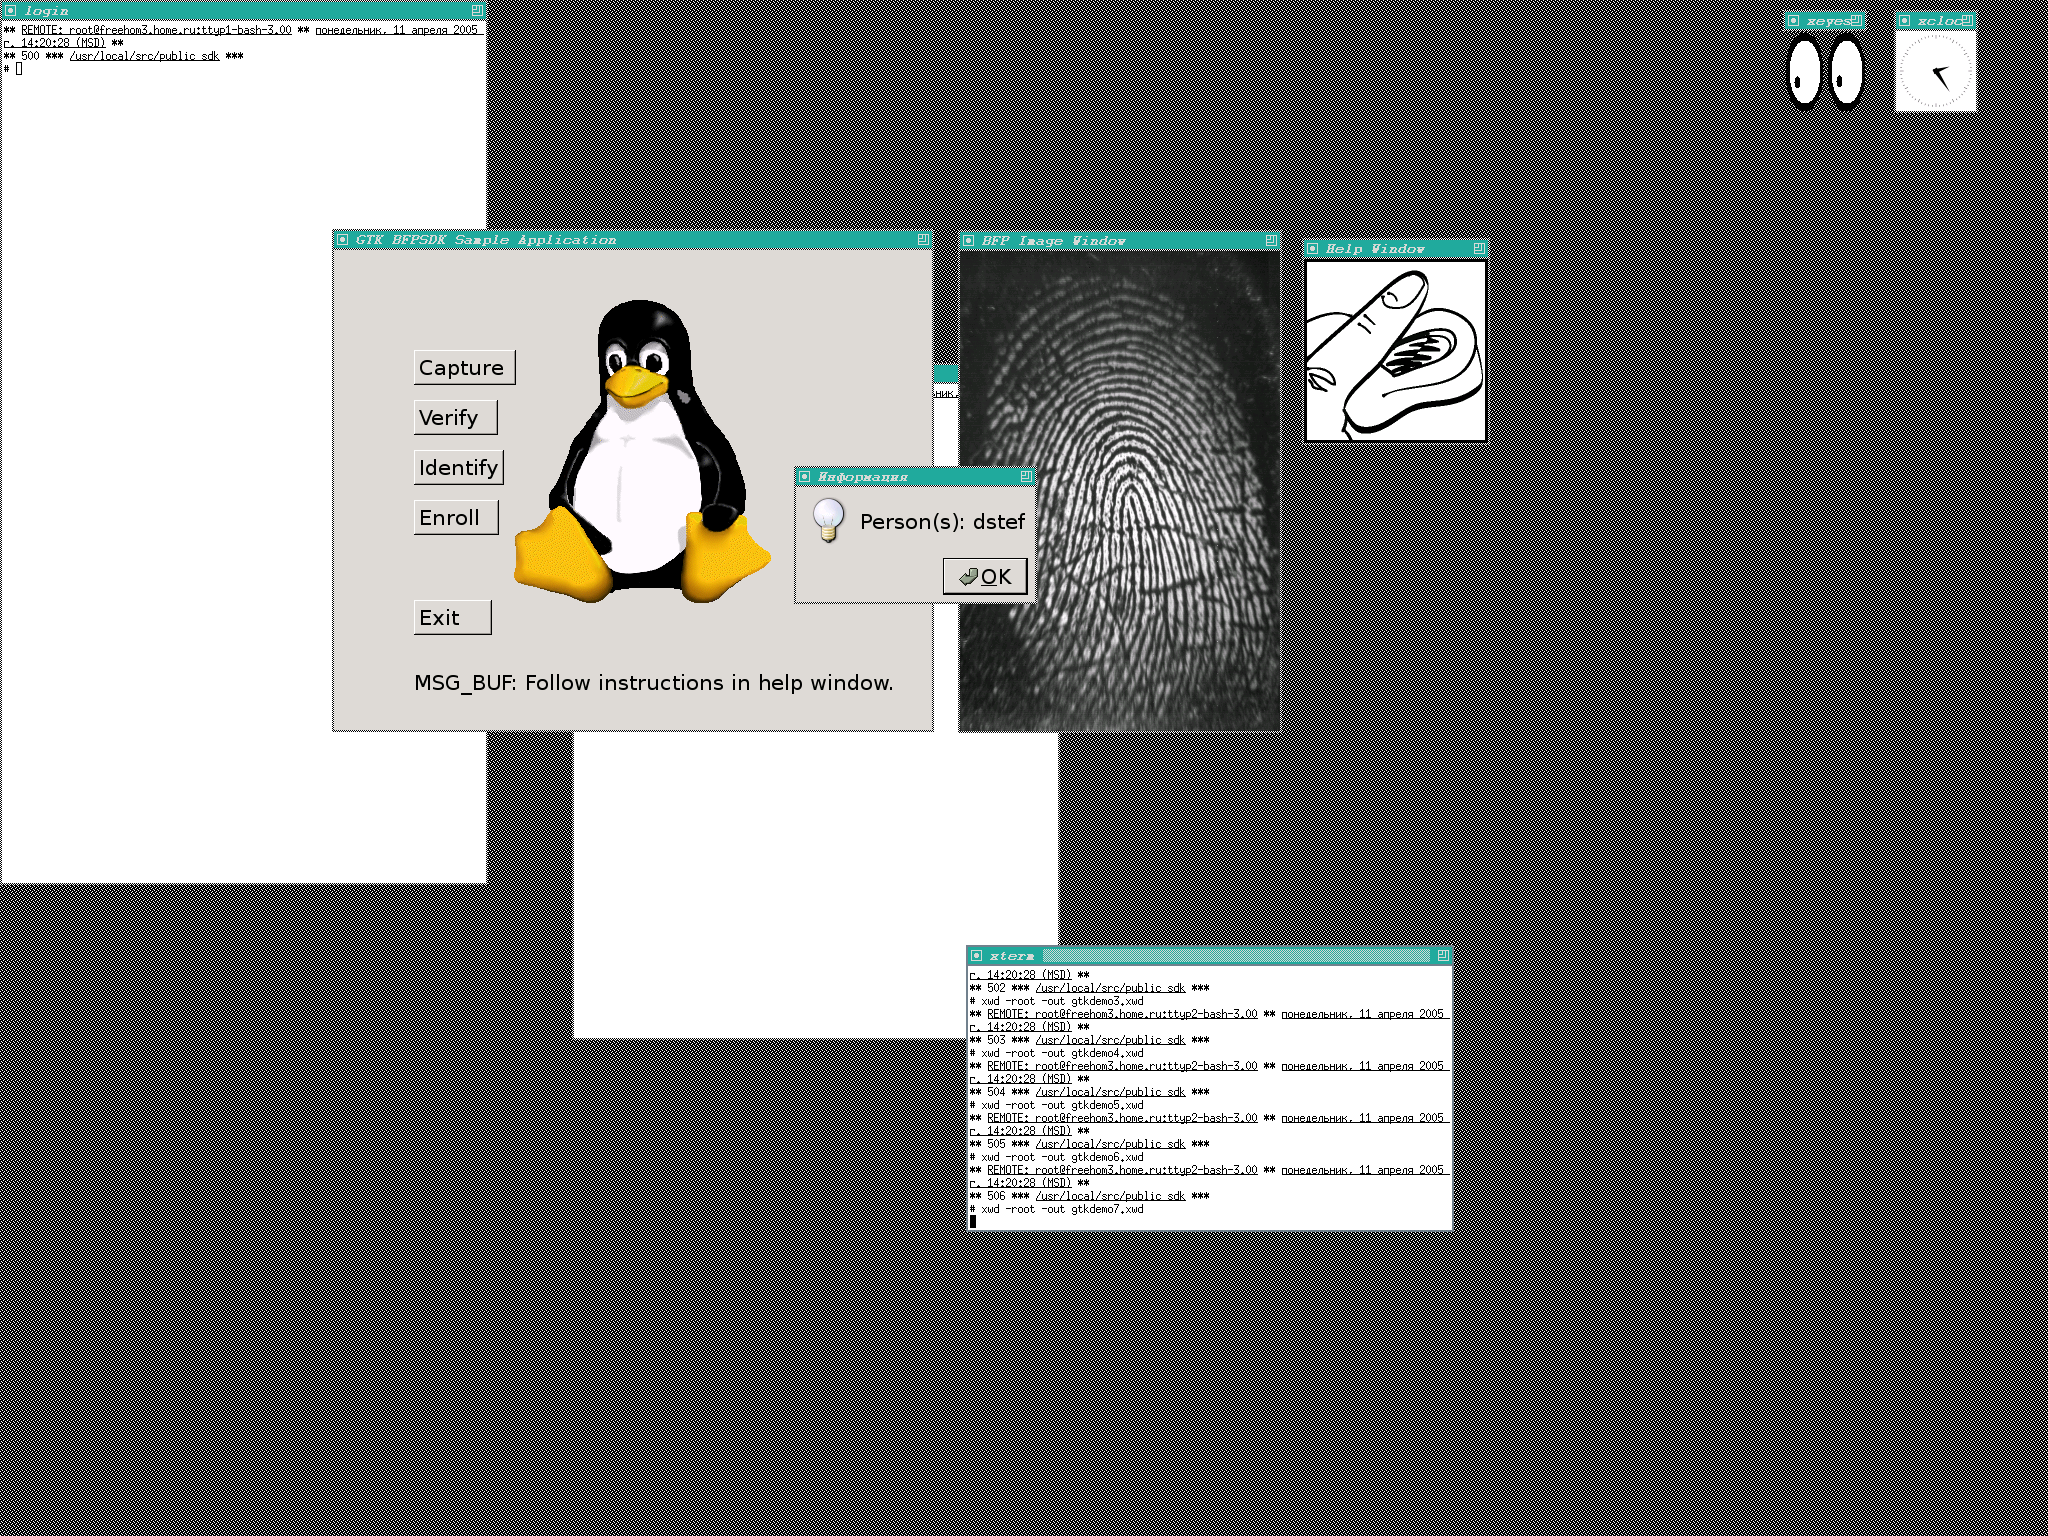 login
** REMOTE: root@freehom3.home.ru:ttyp1-bash-3.00 ** понедельник, 11 апреля 2005
г. 14:20:28 (MSD) **
** 500 *** /usr/local/src/public_sdk ***
#
xeyes
xcloc
GTK BFPSDK Sample Application
Capture
Verify
Identify
Enroll
Exit
MSG_BUF: Follow instructions in help window.
BFP Image Window
Help Window
ник,
Информация
Person(s): dstef
OK
xterm
г. 14:20:28 (MSD) **
** 502 *** /usr/local/src/public_sdk ***
# xwd -root -out gtkdemo3.xwd
** REMOTE: root@freehom3.home.ru:ttyp2-bash-3.00 ** понедельник, 11 апреля 2005
г. 14:20:28 (MSD) **
** 503 *** /usr/local/src/public_sdk ***
# xwd -root -out gtkdemo4.xwd
** REMOTE: root@freehom3.home.ru:ttyp2-bash-3.00 ** понедельник, 11 апреля 2005
г. 14:20:28 (MSD) **
** 504 *** /usr/local/src/public_sdk ***
# xwd -root -out gtkdemo5.xwd
** REMOTE: root@freehom3.home.ru:ttyp2-bash-3.00 ** понедельник, 11 апреля 2005
г. 14:20:28 (MSD) **
** 505 *** /usr/local/src/public_sdk ***
# xwd -root -out gtkdemo6.xwd
** REMOTE: root@freehom3.home.ru:ttyp2-bash-3.00 ** понедельник, 11 апреля 2005
г. 14:20:28 (MSD) **
** 506 *** /usr/local/src/public_sdk ***
# xwd -root -out gtkdemo7.xwd